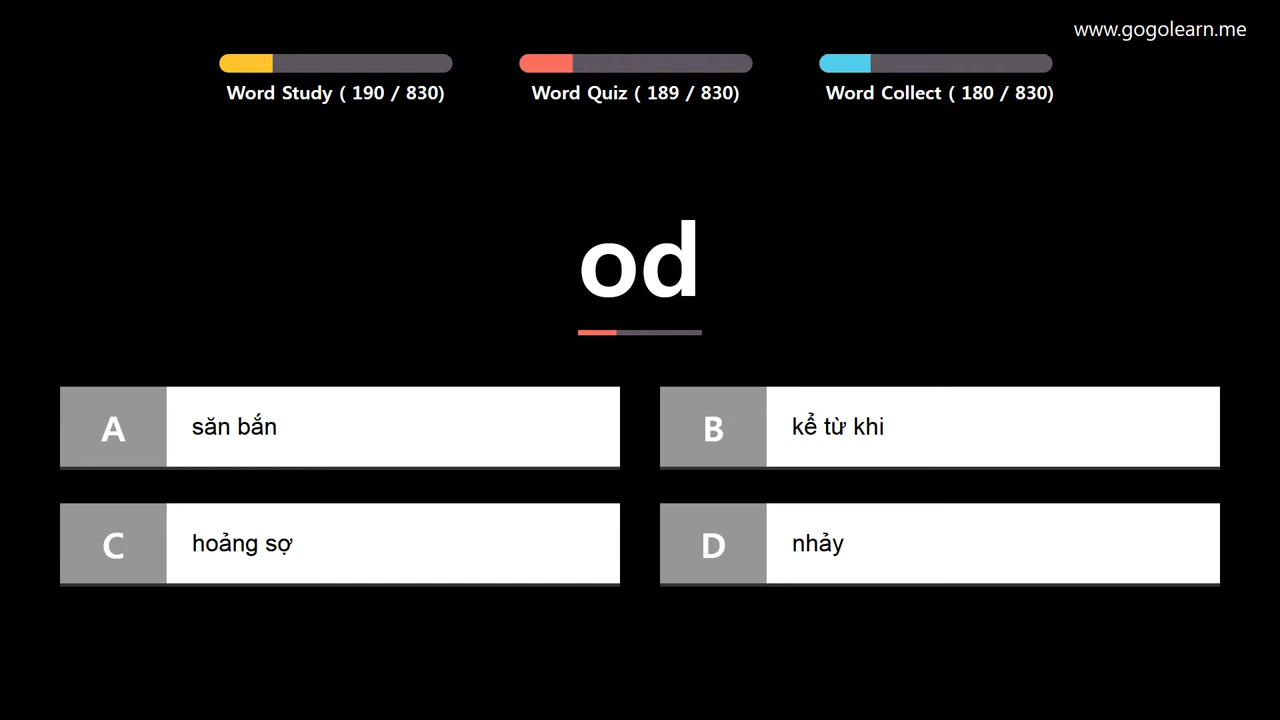 www.gogolearn.me
Word Study ( 190 / 830)
Word Quiz ( 189 / 830)
Word Collect ( 180 / 830)
od
A săn bắn
B kể từ khi
C hoảng sợ
D nhảy